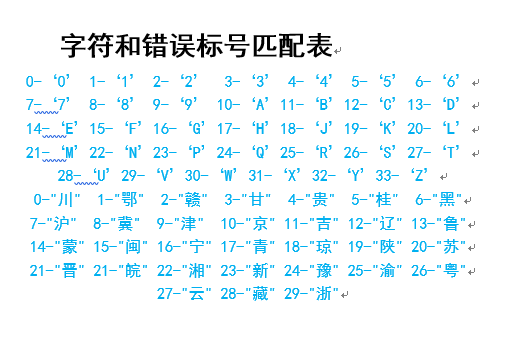 字符和错误标号匹配表
0-‘0’ 1-‘1’ 2-‘2’ 3-‘3’ 4-‘4’ 5-‘5’ 6-‘6’
7-‘7’ 8-‘8’ 9-‘9’ 10-‘A’ 11-‘B’ 12-‘C’ 13-‘D’
14-‘E’ 15-‘F’ 16-‘G’ 17-‘H’ 18-‘J’ 19-‘K’ 20-‘L’
21-‘M’ 22-‘N’ 23-‘P’ 24-‘Q’ 25-‘R’ 26-‘S’ 27-‘T’
28-‘U’ 29-‘V’ 30-‘W’ 31-‘X’ 32-‘Y’ 33-‘Z’
0-"川" 1-"鄂" 2-"赣" 3-"甘" 4-"贵" 5-"桂" 6-"黑"
7-"沪" 8-"冀" 9-"津" 10-"京" 11-"吉" 12-"辽" 13-"鲁"
14-"蒙" 15-"闽" 16-"宁" 17-"青" 18-"琼" 19-"陕" 20-"苏"
21-"晋" 21-"皖" 22-"湘" 23-"新" 24-"豫" 25-"渝" 26-"粤"
27-"云" 28-"藏" 29-"浙"